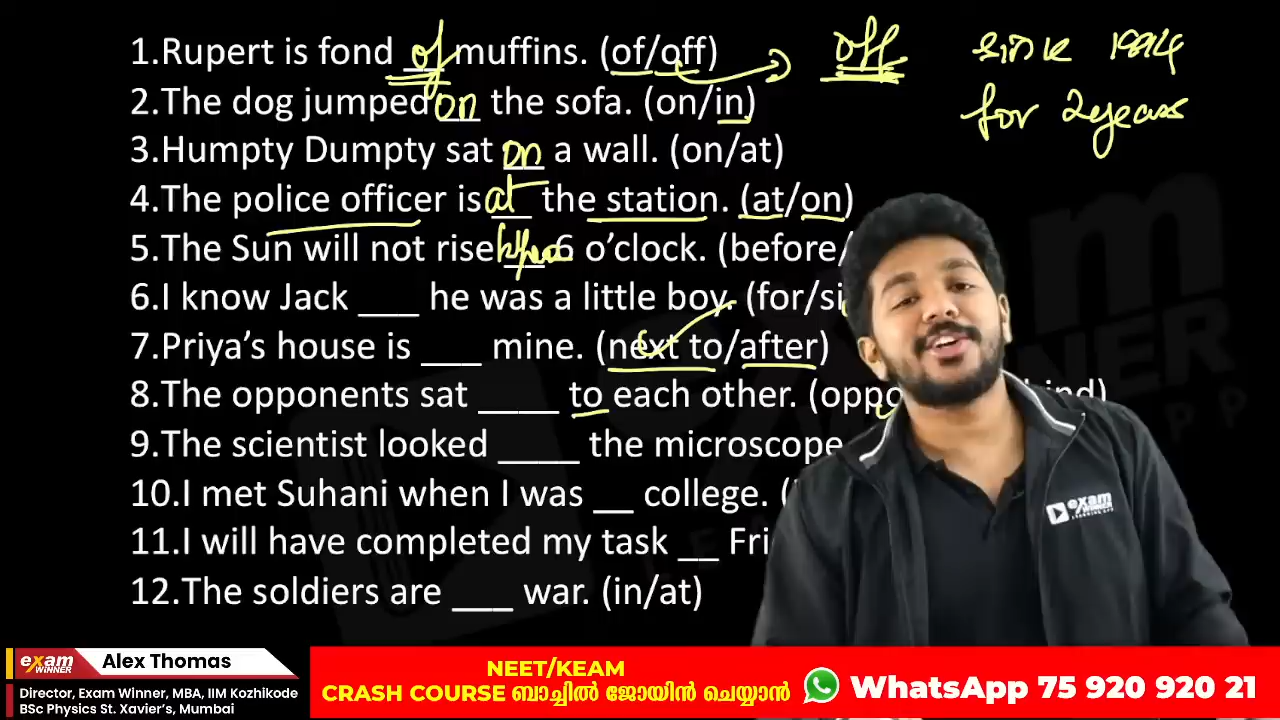 1.Rupert is fond of muffins. (of/off) off since 1994
2.The dog jumped on the sofa. (on/in) for 2 years
3.Humpty Dumpty sat on a wall. (on/at)
4.The police officer is at the station. (at/on)
5.The Sun will not rise before 6 o’clock. (before/
6.I know Jack ___ he was a little boy. (for/si
7.Priya’s house is ___ mine. (next to/after)
8.The opponents sat ____ to each other. (oppo ind)
9.The scientist looked ____ the microscope
10.I met Suhani when I was __ college. (
11.I will have completed my task __ Fri
12.The soldiers are ___ war. (in/at)
exam
WINNER
exam WINNER
Alex Thomas
Director, Exam Winner, MBA, IIM Kozhikode
BSc Physics St. Xavier’s, Mumbai
NEET/KEAM
CRASH COURSE ബാച്ചിൽ ജോയിൻ ചെയ്യാൻ
WhatsApp 75 920 920 21